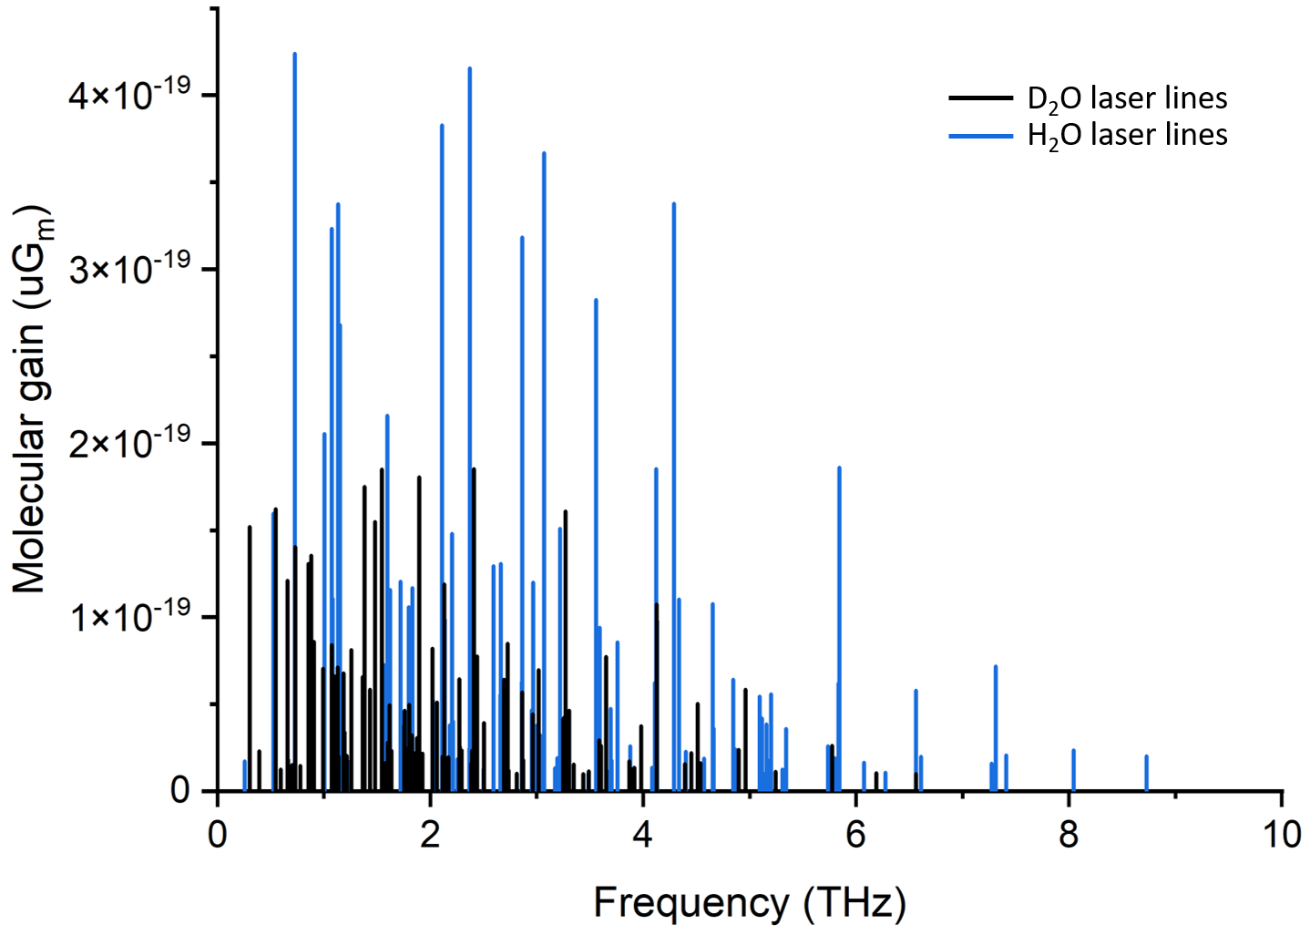 4×10⁻¹⁹
3×10⁻¹⁹
2×10⁻¹⁹
1×10⁻¹⁹
0
Molecular gain (uGₘ)
D₂O laser lines
H₂O laser lines
0 2 4 6 8 10
Frequency (THz)